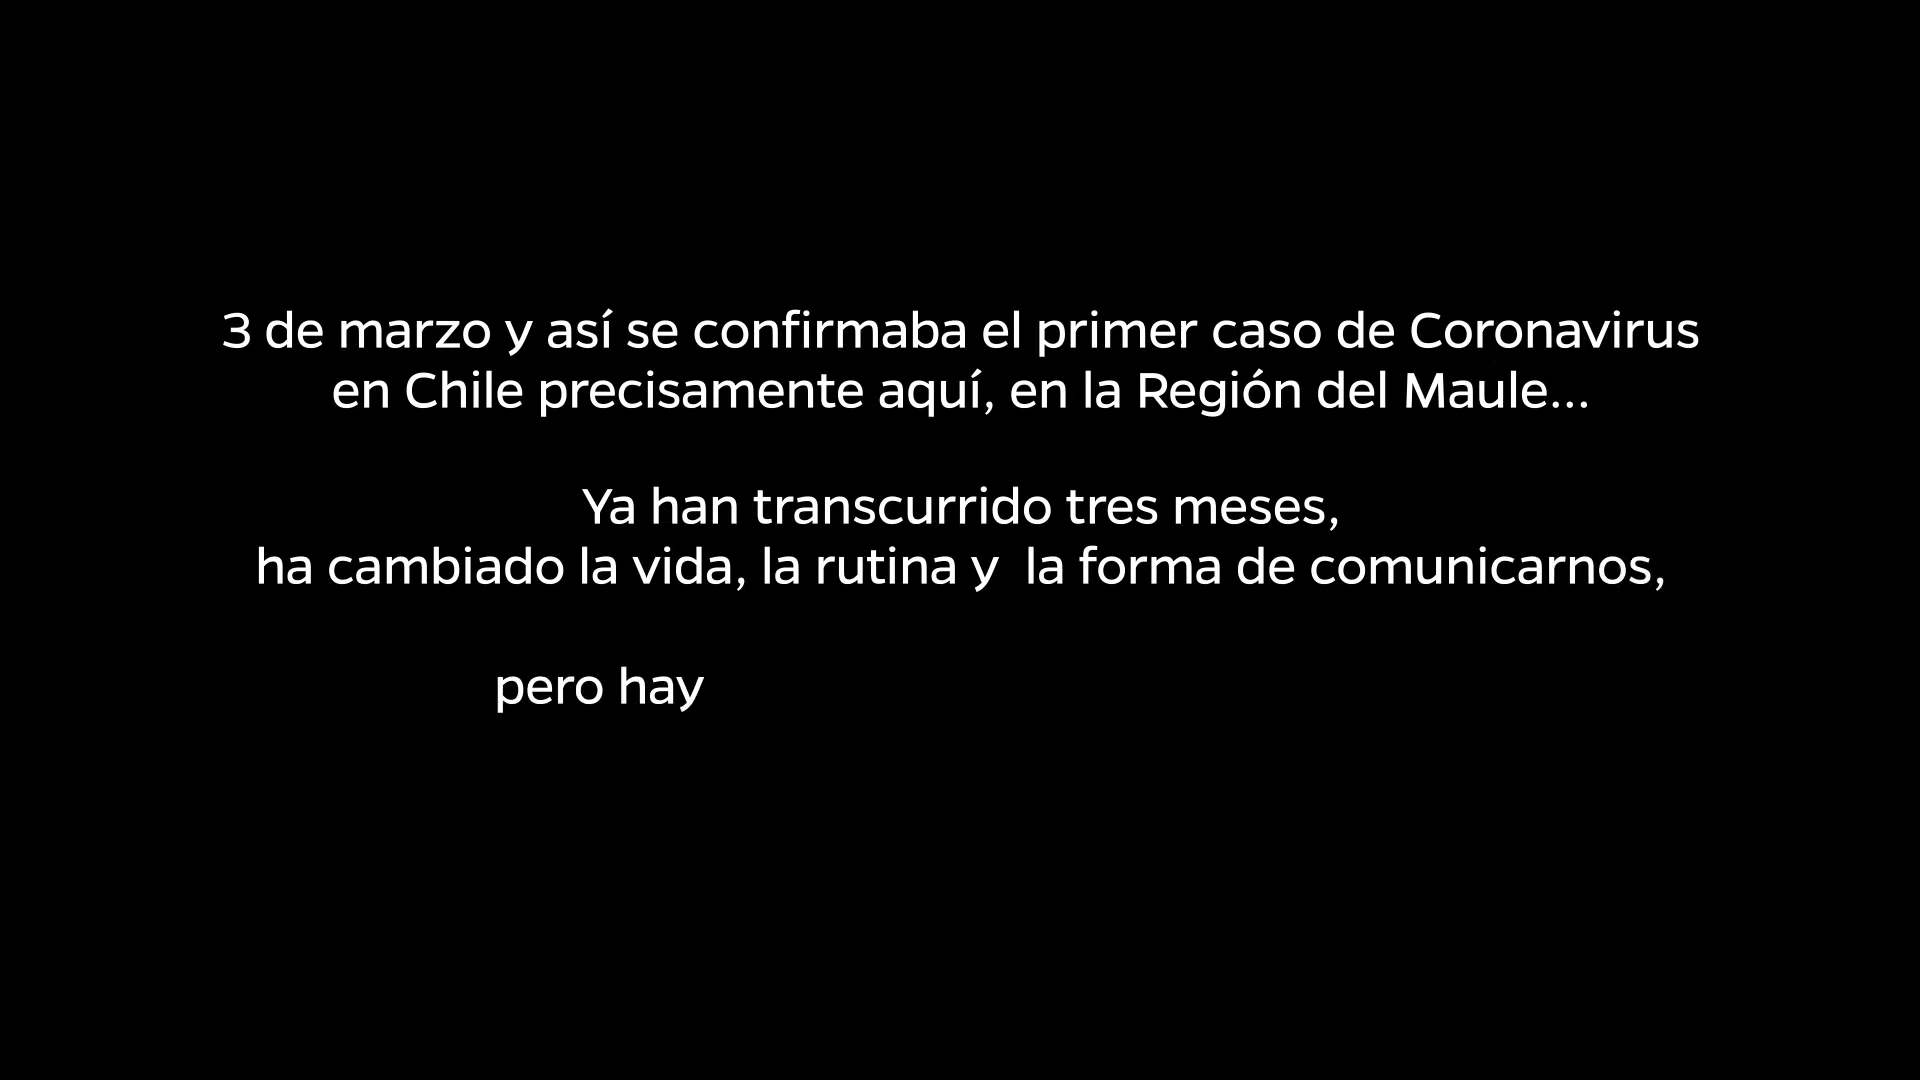 3 de marzo y así se confirmaba el primer caso de Coronavirus
en Chile precisamente aquí, en la Región del Maule...
Ya han transcurrido tres meses,
ha cambiado la vida, la rutina y  la forma de comunicarnos,
pero hay